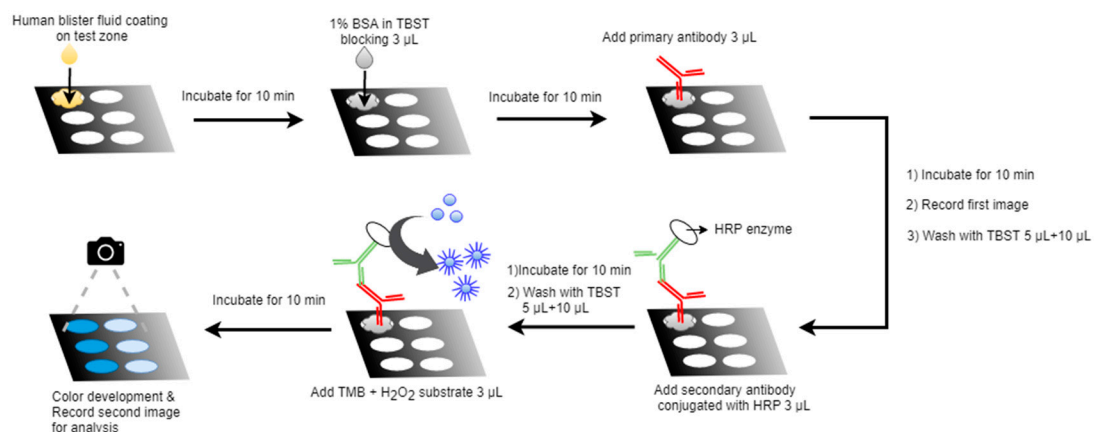 Human blister fluid coating
on test zone
Incubate for 10 min
1% BSA in TBST
blocking 3 µL
Incubate for 10 min
Add primary antibody 3 µL
1) Incubate for 10 min
2) Record first image
3) Wash with TBST 5 µL+10 µL
HRP enzyme
Add secondary antibody
conjugated with HRP 3 µL
1)Incubate for 10 min
2) Wash with TBST
5 µL+10 µL
Add TMB + H₂O₂ substrate 3 µL
Incubate for 10 min
Color development &
Record second image
for analysis